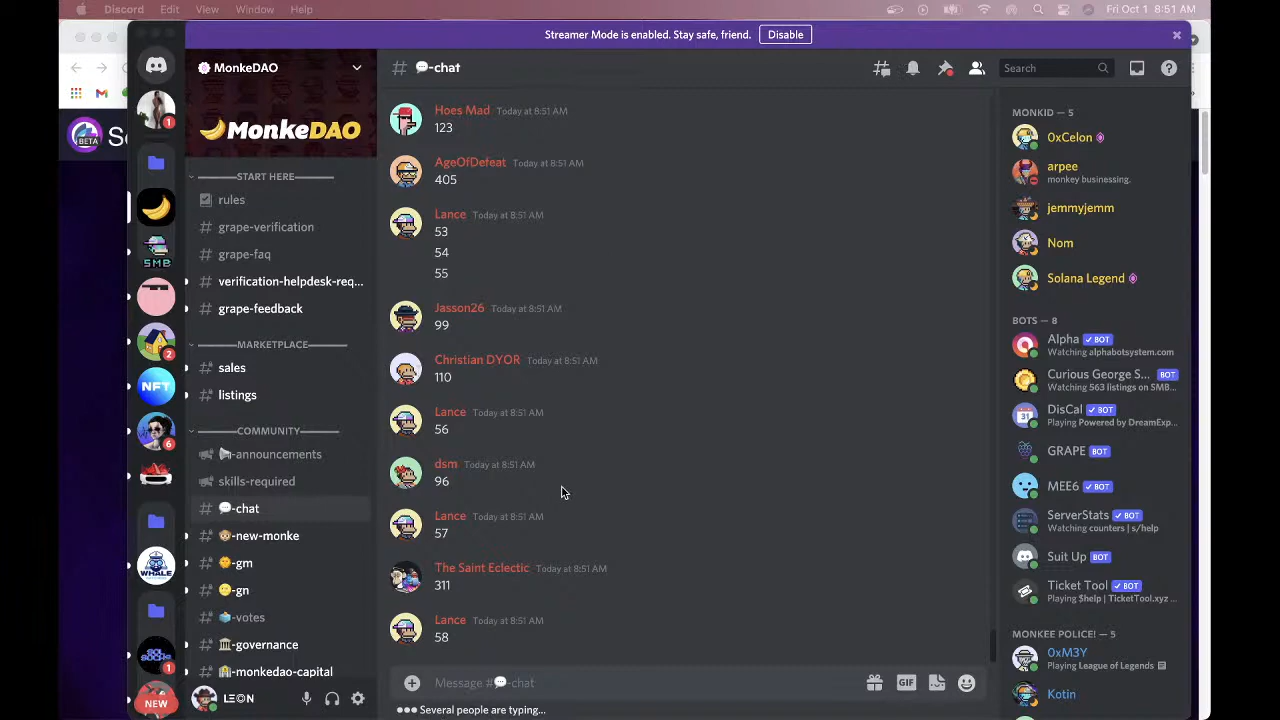 Discord Edit View Window Help
Fri Oct 1 8:51 AM
Streamer Mode is enabled. Stay safe, friend. Disable
MonkeDAO
MonkeDAO
START HERE
rules
grape-verification
grape-faq
verification-helpdesk-req...
grape-feedback
MARKETPLACE
sales
listings
COMMUNITY
-announcements
skills-required
-chat
-new-monke
-gm
-gn
-votes
-governance
-monkedao-capital
LEON
BETA
1
SMB
2
NFT
6
WHALE
1
NEW
-chat
Search
Hoes Mad Today at 8:51 AM
123
AgeOfDefeat Today at 8:51 AM
405
Lance Today at 8:51 AM
53
54
55
Jasson26 Today at 8:51 AM
99
Christian DYOR Today at 8:51 AM
110
Lance Today at 8:51 AM
56
dsm Today at 8:51 AM
96
Lance Today at 8:51 AM
57
The Saint Eclectic Today at 8:51 AM
311
Lance Today at 8:51 AM
58
Message #💬-chat
GIF
Several people are typing...
MONKID — 5
0xCelon
arpee
monkey businessing.
jemmyjemm
Nom
Solana Legend
BOTS — 8
Alpha ✓ BOT
Watching alphabotsystem.com
Curious George S... BOT
Watching 563 listings on SMB...
DisCal ✓ BOT
Playing Powered by DreamExp...
GRAPE BOT
MEE6 ✓ BOT
ServerStats ✓ BOT
Watching counters | s/help
Suit Up BOT
Ticket Tool ✓ BOT
Playing $help | TicketTool.xyz ...
MONKEE POLICE! — 5
0xM3Y
Playing League of Legends
Kotin